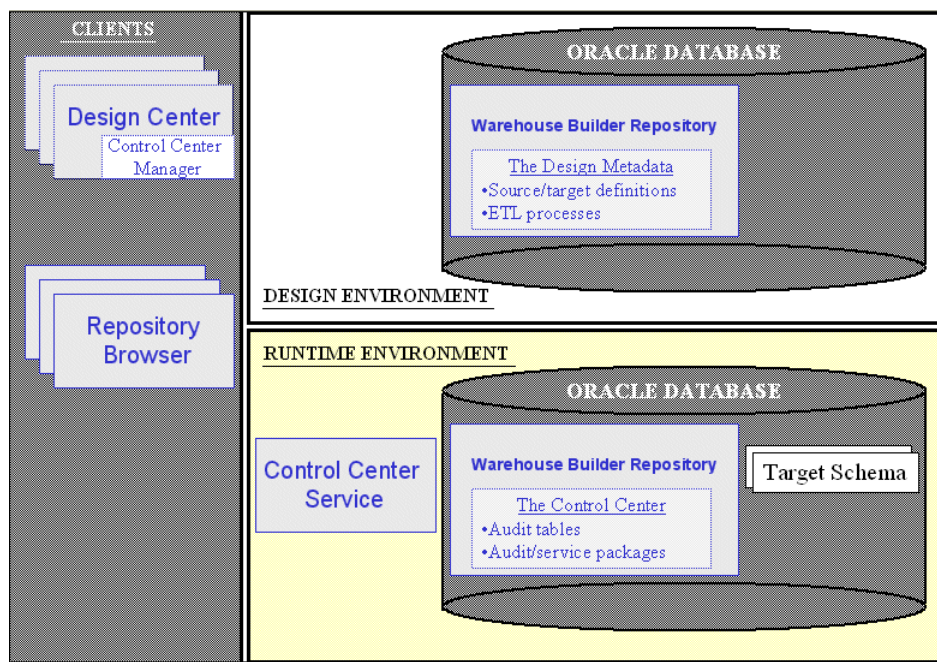 CLIENTS
Design Center
Control Center
Manager
Repository
Browser
ORACLE DATABASE
Warehouse Builder Repository
The Design Metadata
•Source/target definitions
•ETL processes
DESIGN ENVIRONMENT
RUNTIME ENVIRONMENT
ORACLE DATABASE
Control Center
Service
Warehouse Builder Repository
The Control Center
•Audit tables
•Audit/service packages
Target Schema